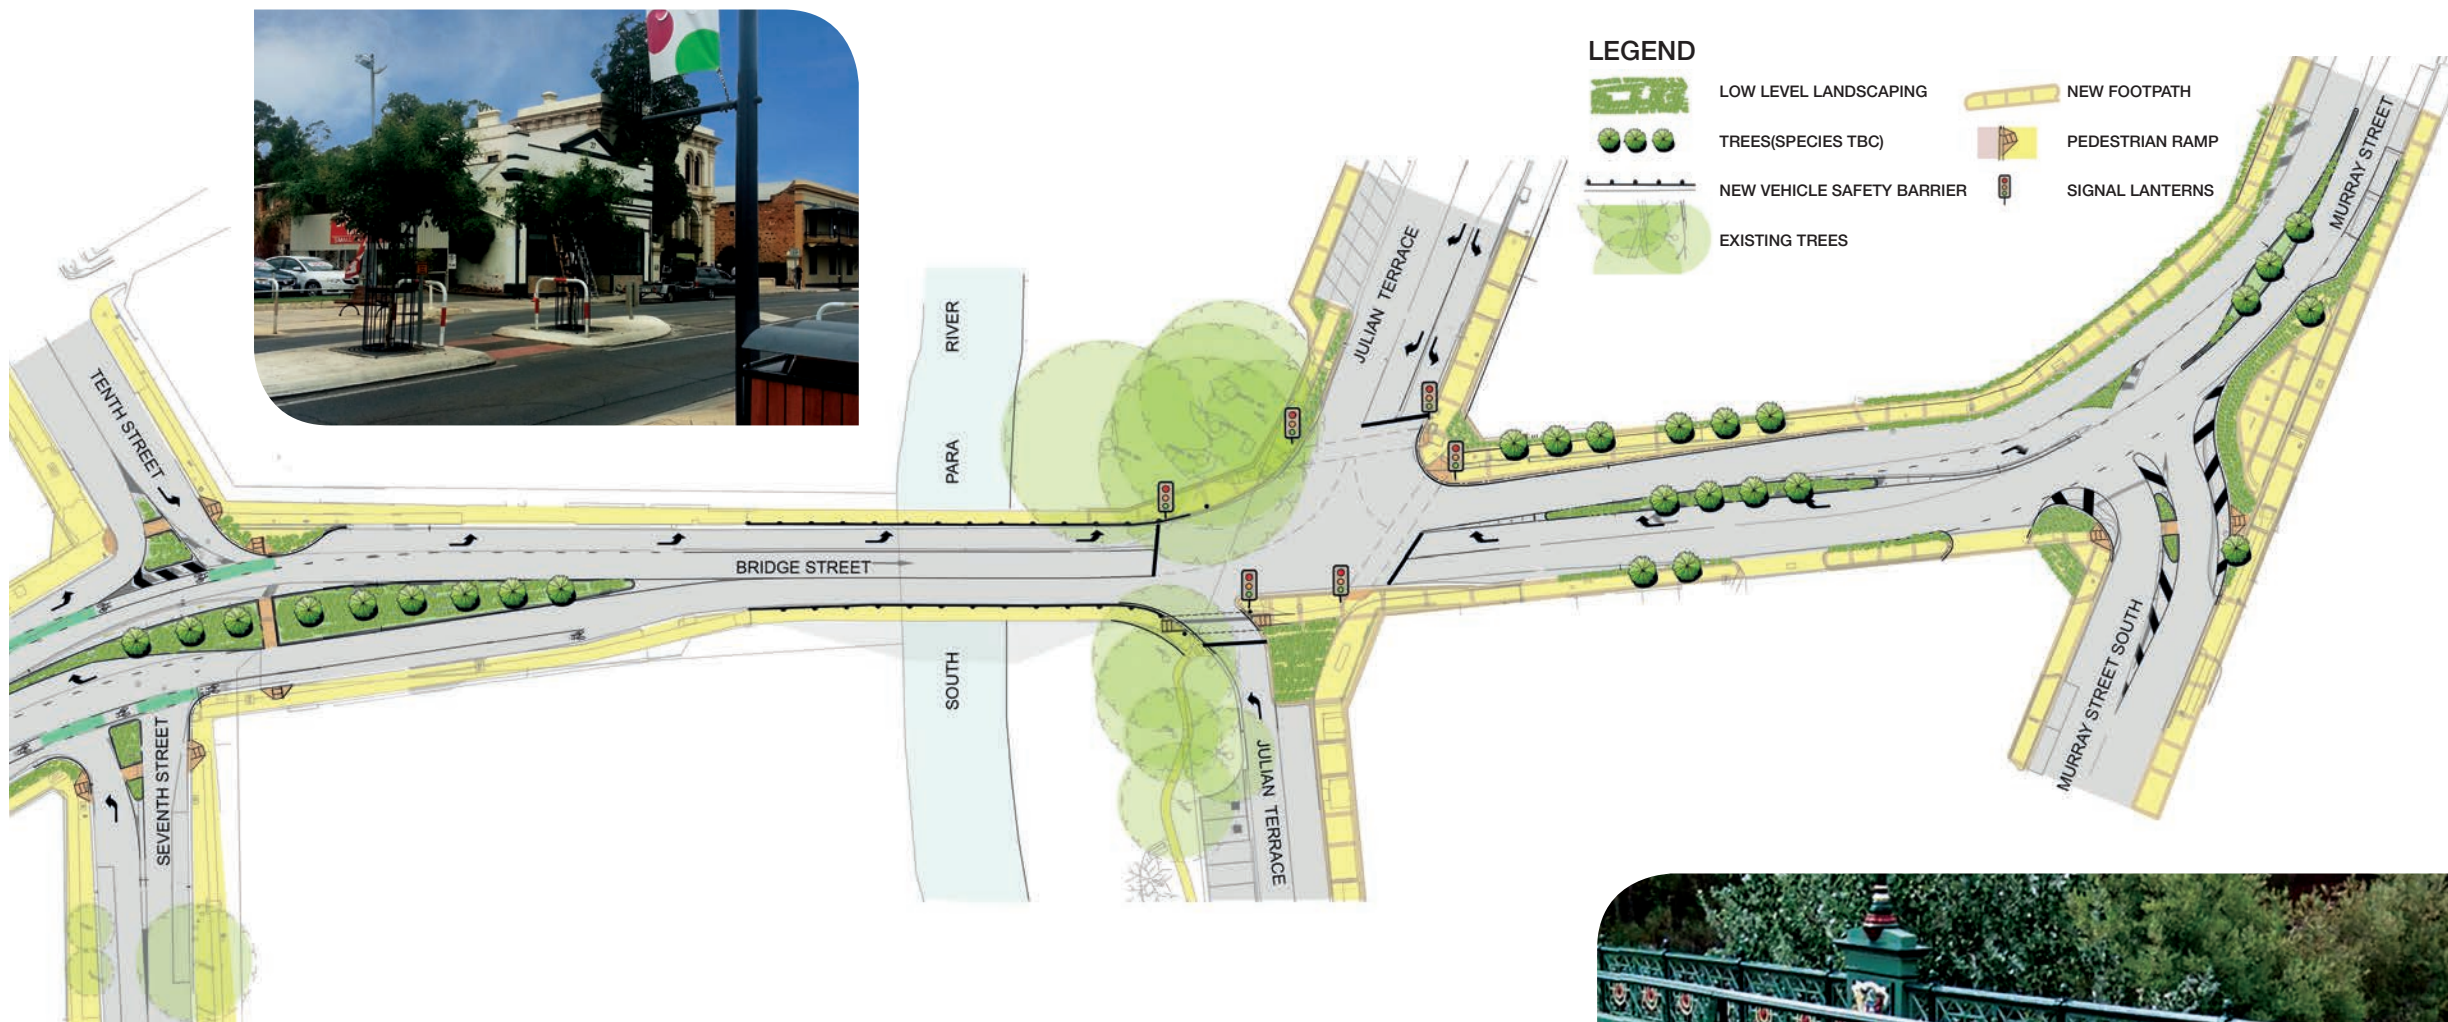 LEGEND
LOW LEVEL LANDSCAPING
NEW FOOTPATH
TREES(SPECIES TBC)
PEDESTRIAN RAMP
NEW VEHICLE SAFETY BARRIER
SIGNAL LANTERNS
EXISTING TREES
MURRAY STREET
JULIAN TERRACE
TENTH STREET
RIVER
PARA
SOUTH
BRIDGE STREET
SEVENTH STREET
JULIAN TERRACE
MURRAY STREET SOUTH